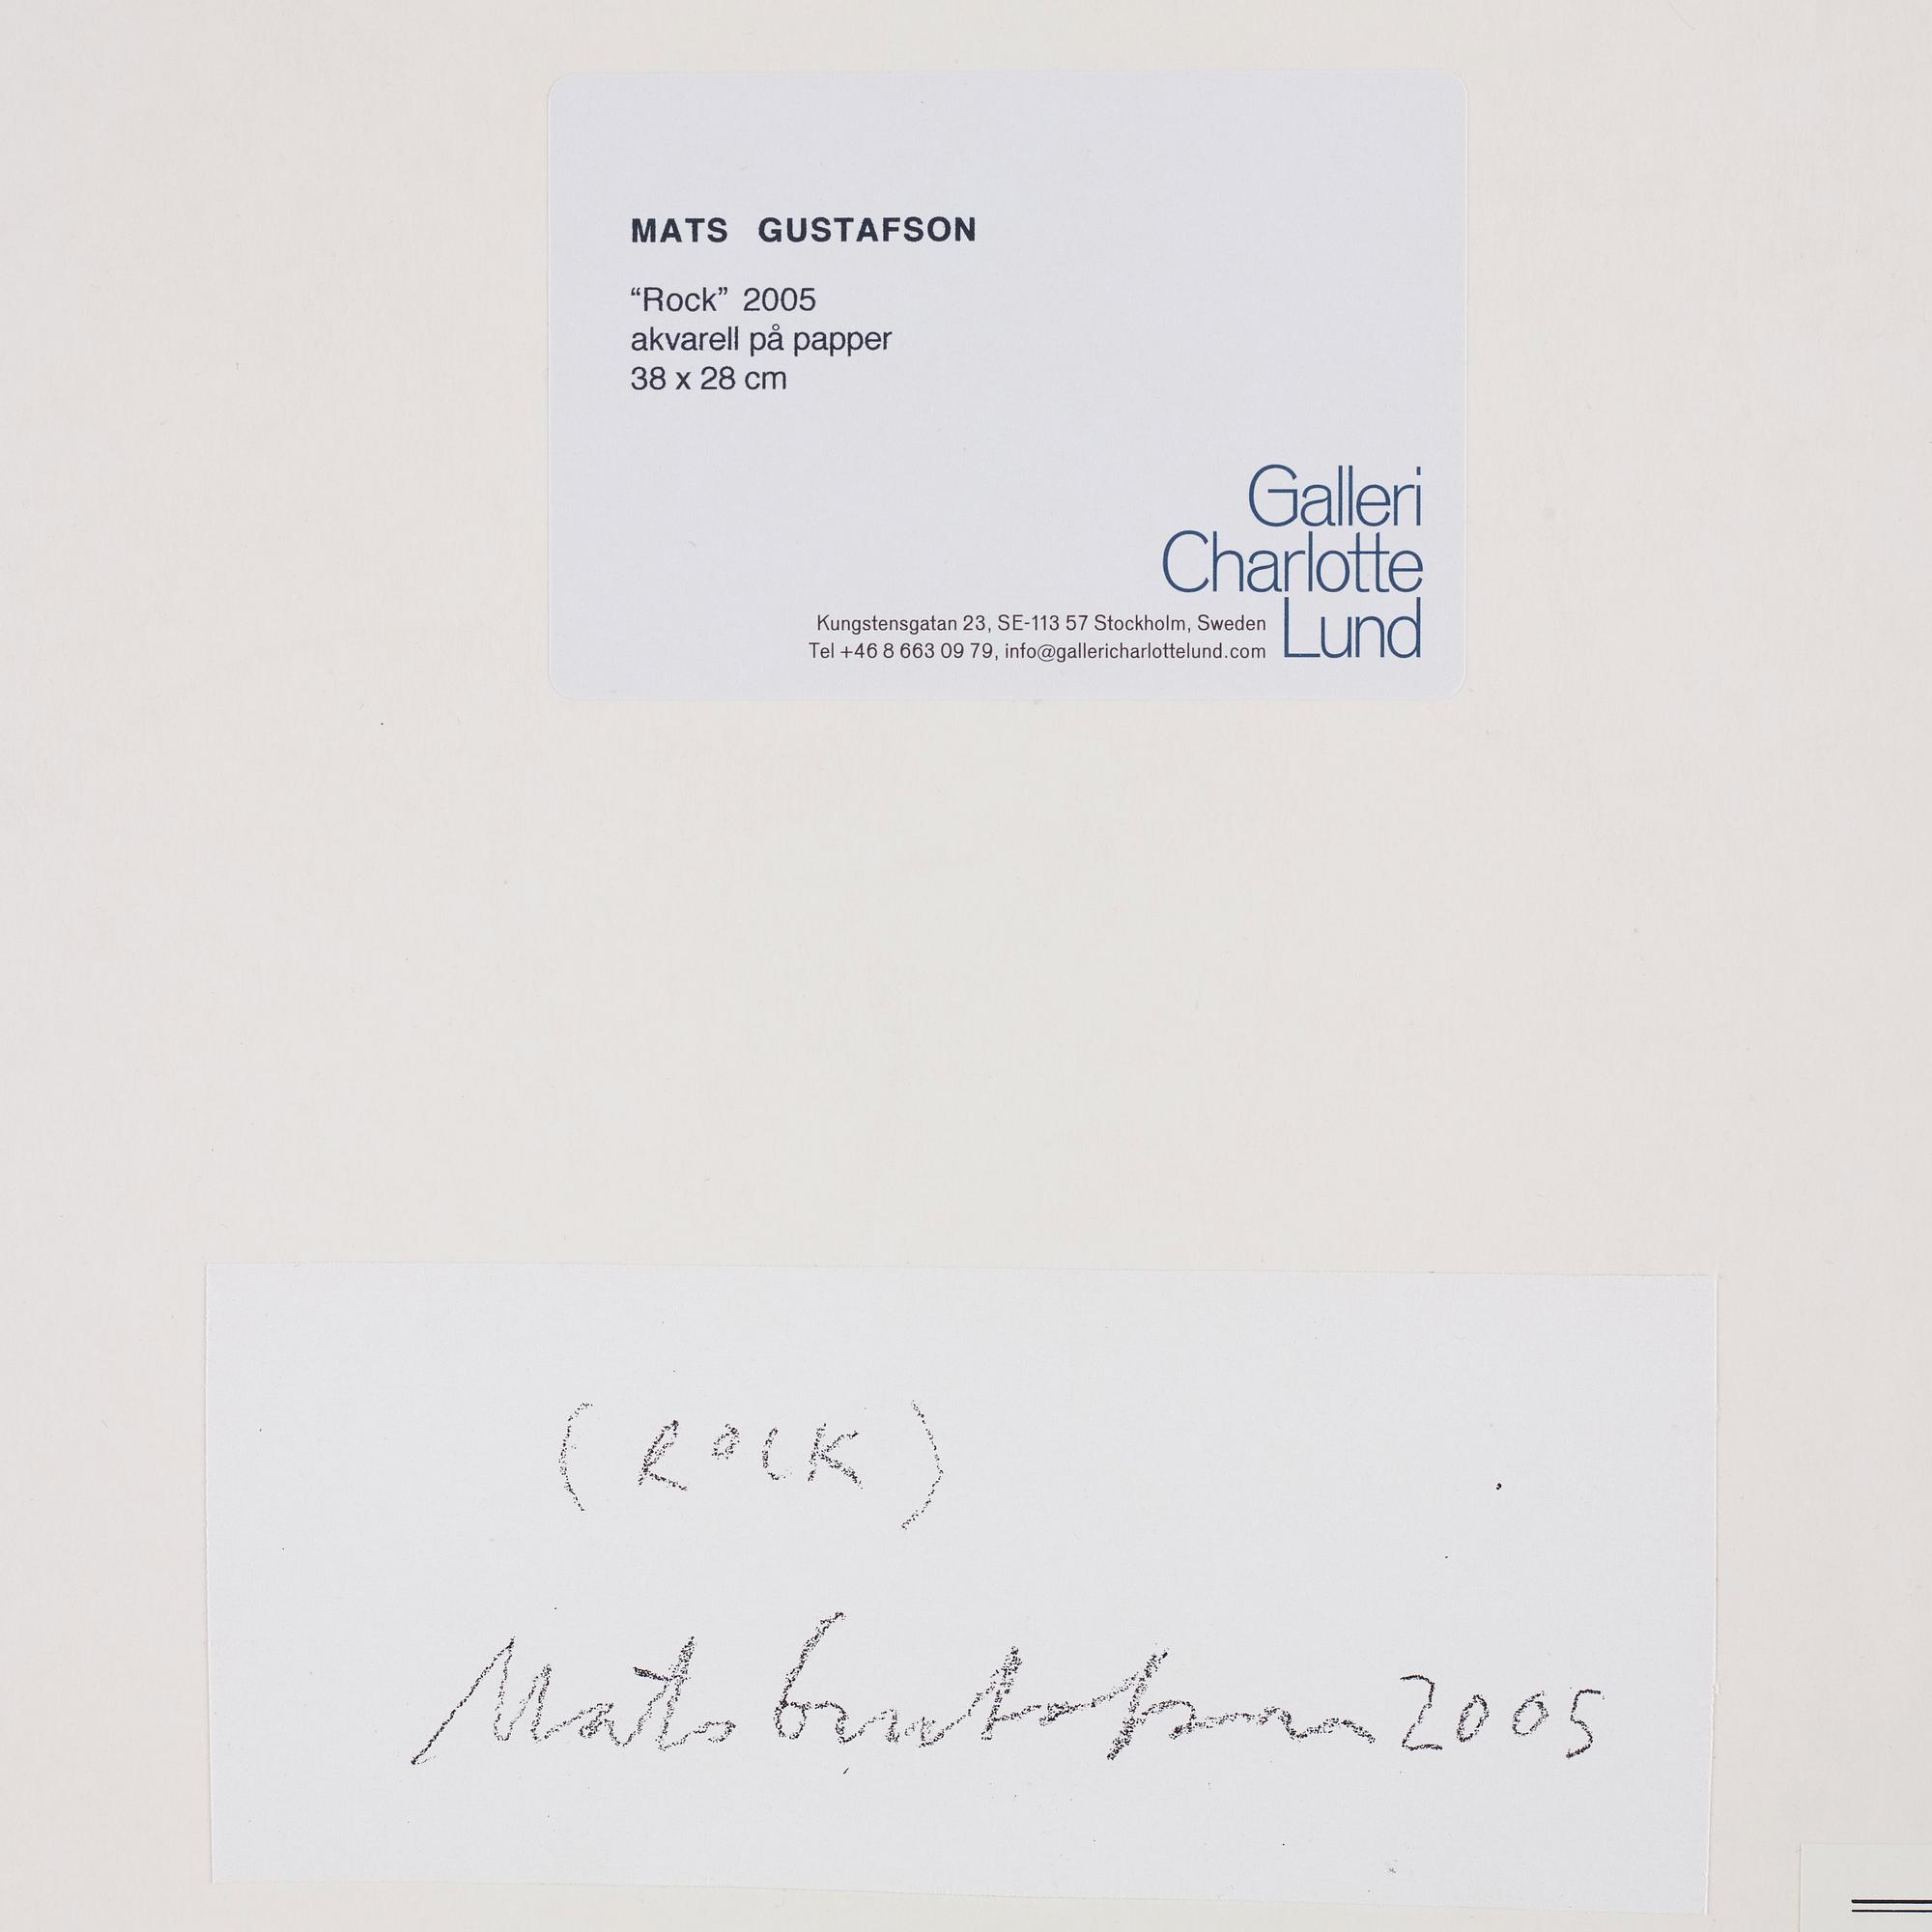 MATS GUSTAFSON
“Rock” 2005
akvarell på papper
38 x 28 cm
Galleri
Charlotte
Lund
Kungstensgatan 23, SE-113 57 Stockholm, Sweden
Tel +46 8 663 09 79, info@gallericharlottelund.com
(ROCK)
Mats Gustafson 2005